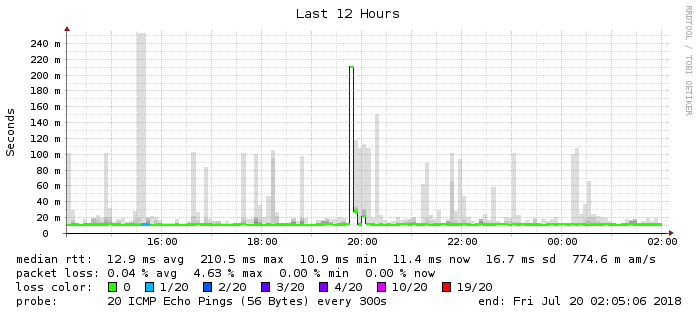 Last 12 Hours
RRDTOOL / TOBI OETIKER
Seconds
240 m
220 m
200 m
180 m
160 m
140 m
120 m
100 m
80 m
60 m
40 m
20 m
0
16:00 18:00 20:00 22:00 00:00 02:00
median rtt: 12.9 ms avg 210.5 ms max 10.9 ms min 11.4 ms now 16.7 ms sd 774.6 m am/s
packet loss: 0.04 % avg 4.63 % max 0.00 % min 0.00 % now
loss color: 0 1/20 2/20 3/20 4/20 10/20 19/20
probe: 20 ICMP Echo Pings (56 Bytes) every 300s end: Fri Jul 20 02:05:06 2018